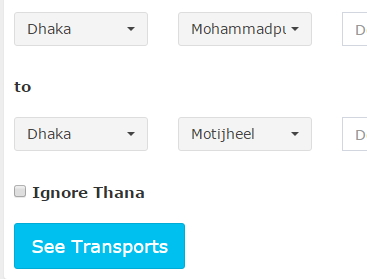 Dhaka Mohammadpu D
to
Dhaka Motijheel D
Ignore Thana
See Transports